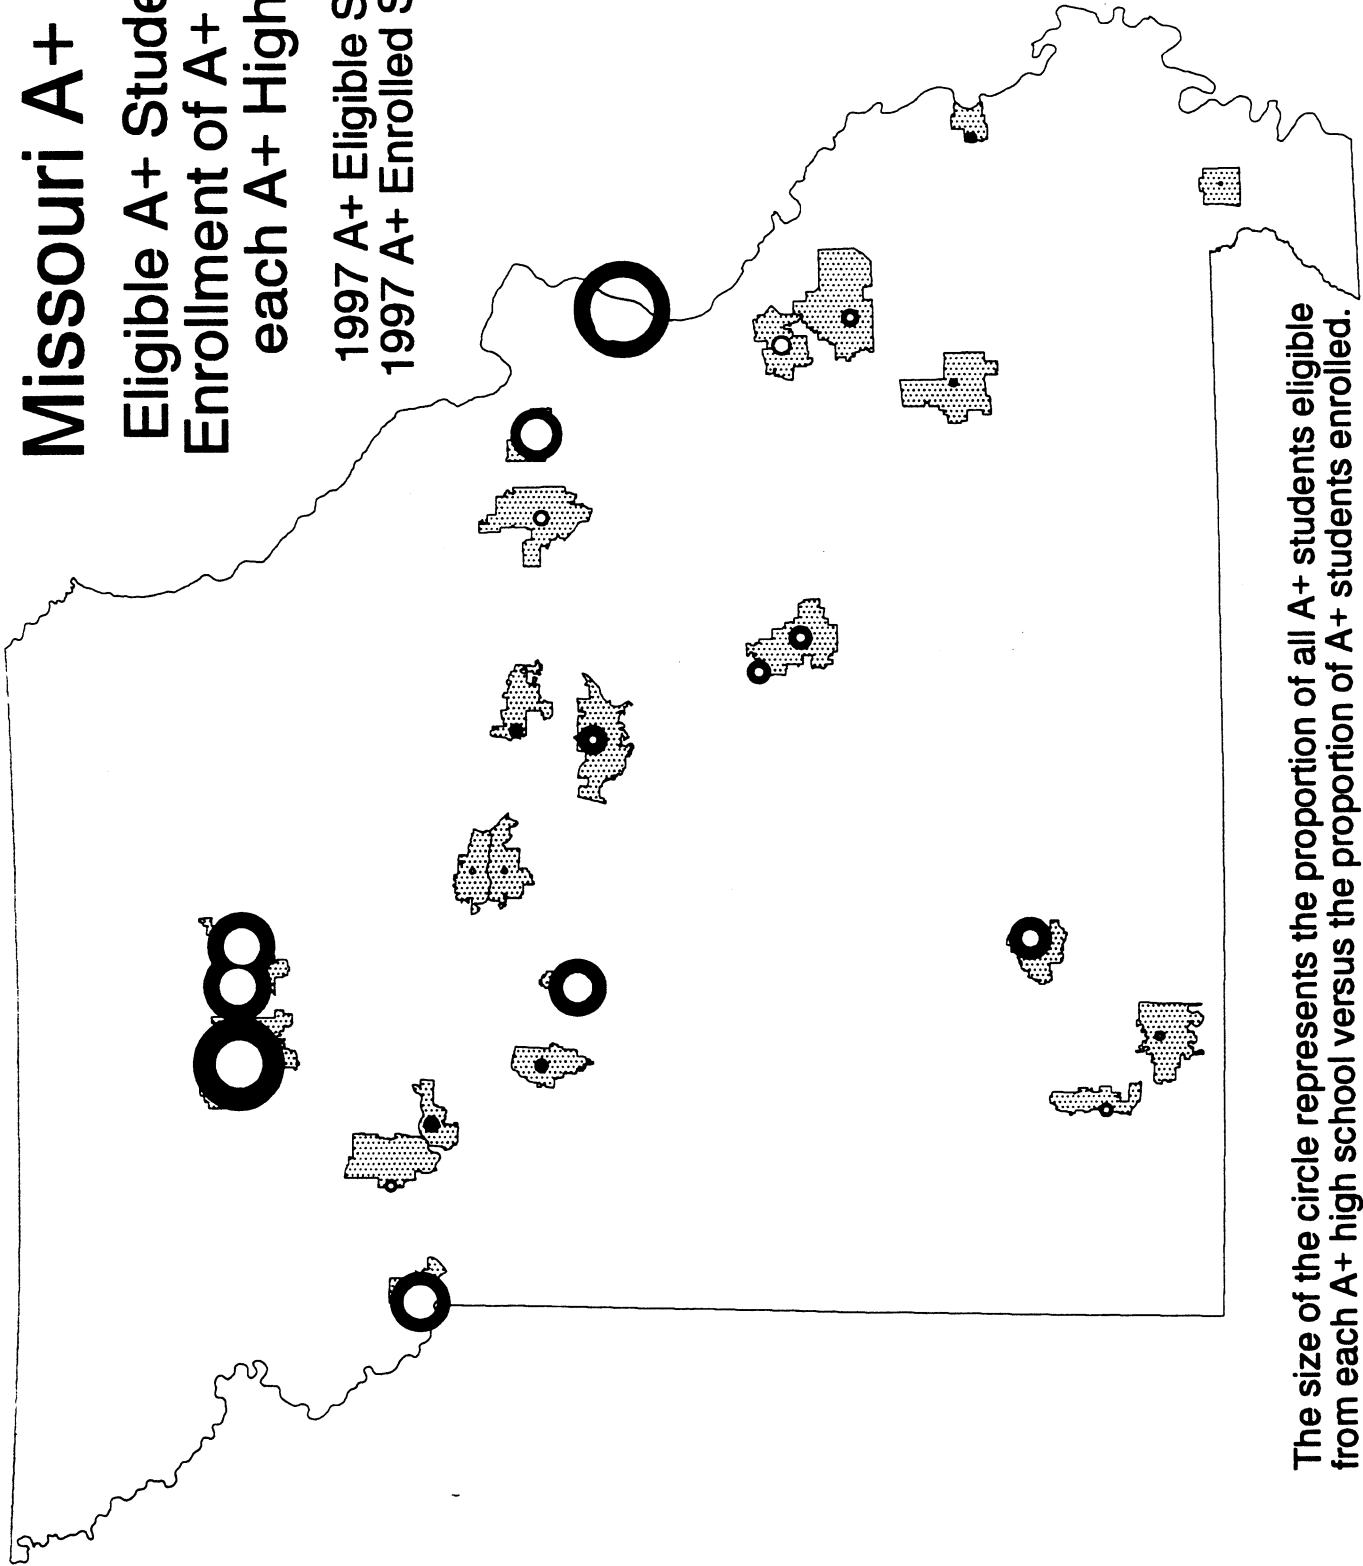 Missouri A+
Eligible A+
Enrollment of A+
each A+ High
1997 A+ Eligible
1997 A+ Enrolled
The size of the circle represents the proportion of all A+ students eligible
from each A+ high school versus the proportion of A+ students enrolled.